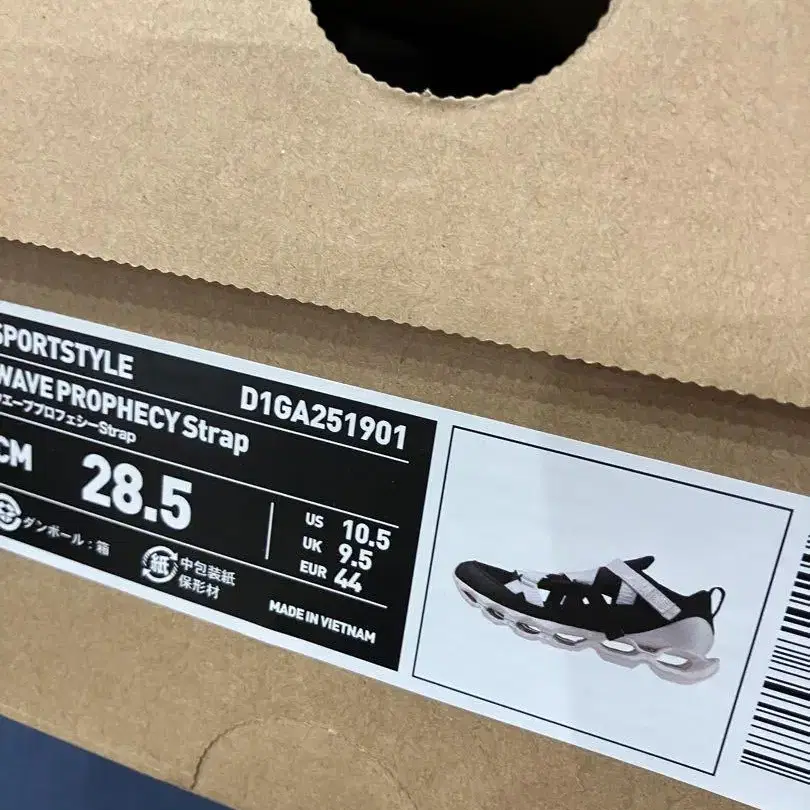 SPORTSTYLE
WAVE PROPHECY Strap
D1GA251901
ウエーブプロフェシーStrap
CM
28.5
US 10.5
UK 9.5
EUR 44
ダンボール：箱
紙
中包装紙
保形材
MADE IN VIETNAM